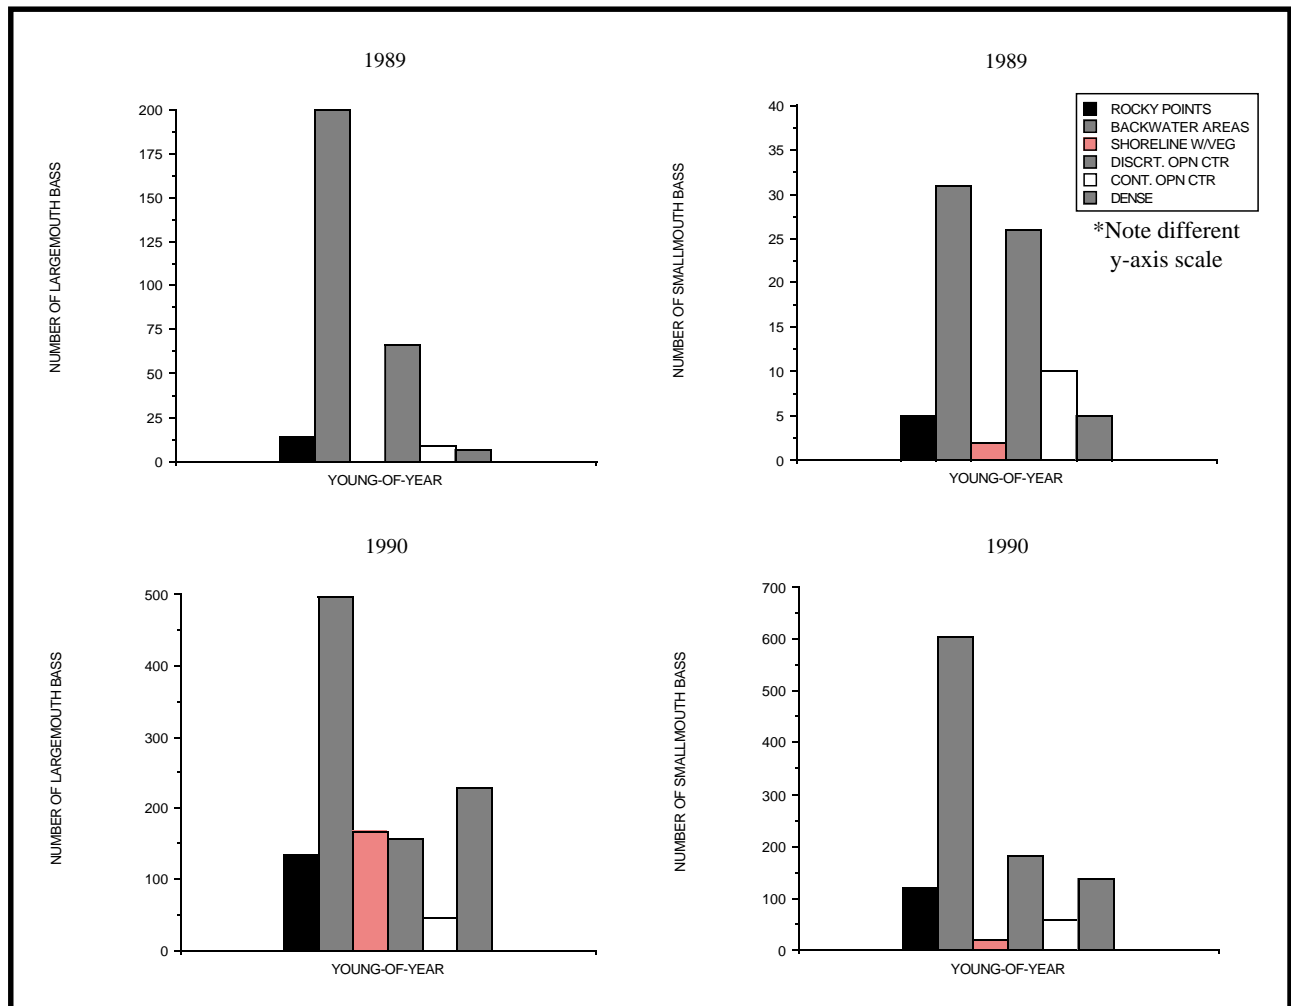 1989
NUMBER OF LARGEMOUTH BASS
200
175
150
125
100
75
50
25
0
YOUNG-OF-YEAR
1989
NUMBER OF SMALLMOUTH BASS
40
35
30
25
20
15
10
5
0
YOUNG-OF-YEAR
ROCKY POINTS
BACKWATER AREAS
SHORELINE W/VEG
DISCRT. OPN CTR
CONT. OPN CTR
DENSE
*Note different
y-axis scale
1990
NUMBER OF LARGEMOUTH BASS
500
400
300
200
100
0
YOUNG-OF-YEAR
1990
NUMBER OF SMALLMOUTH BASS
700
600
500
400
300
200
100
0
YOUNG-OF-YEAR